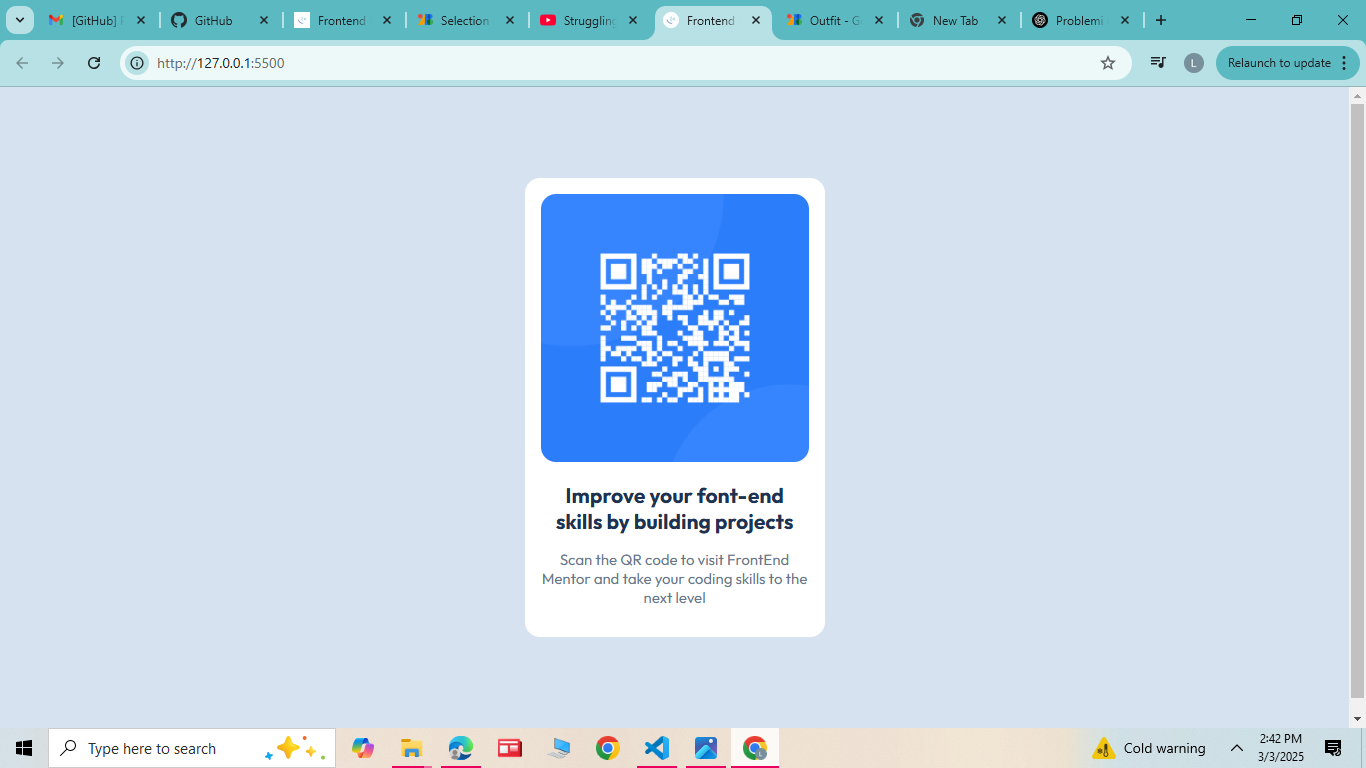 [GitHub]
GitHub
Frontend
Selection
Struggling
Frontend
Outfit - G
New Tab
Problemi
http://127.0.0.1:5500
L
Relaunch to update
Improve your font-end
skills by building projects
Scan the QR code to visit FrontEnd
Mentor and take your coding skills to the
next level
Type here to search
Cold warning
2:42 PM
3/3/2025